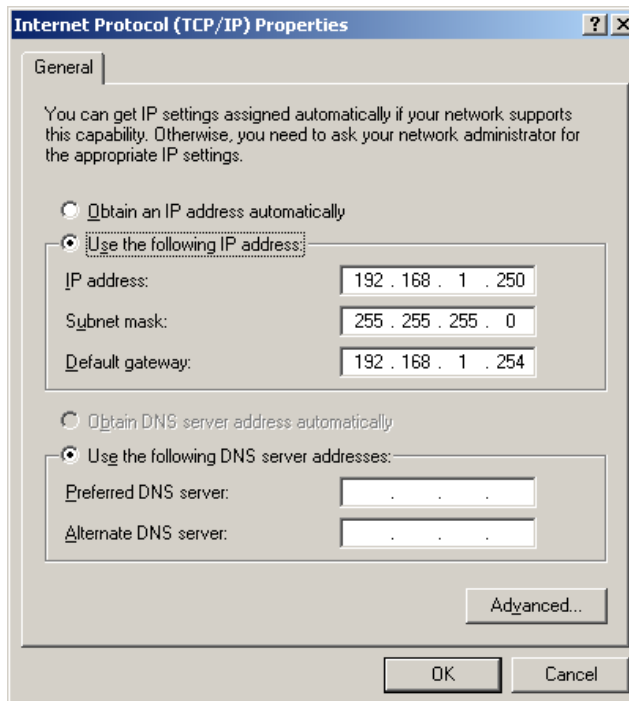 Internet Protocol (TCP/IP) Properties
General
You can get IP settings assigned automatically if your network supports
this capability. Otherwise, you need to ask your network administrator for
the appropriate IP settings.
Obtain an IP address automatically
Use the following IP address:
IP address: 192 . 168 . 1 . 250
Subnet mask: 255 . 255 . 255 . 0
Default gateway: 192 . 168 . 1 . 254
Obtain DNS server address automatically
Use the following DNS server addresses:
Preferred DNS server: . . .
Alternate DNS server: . . .
Advanced...
OK Cancel